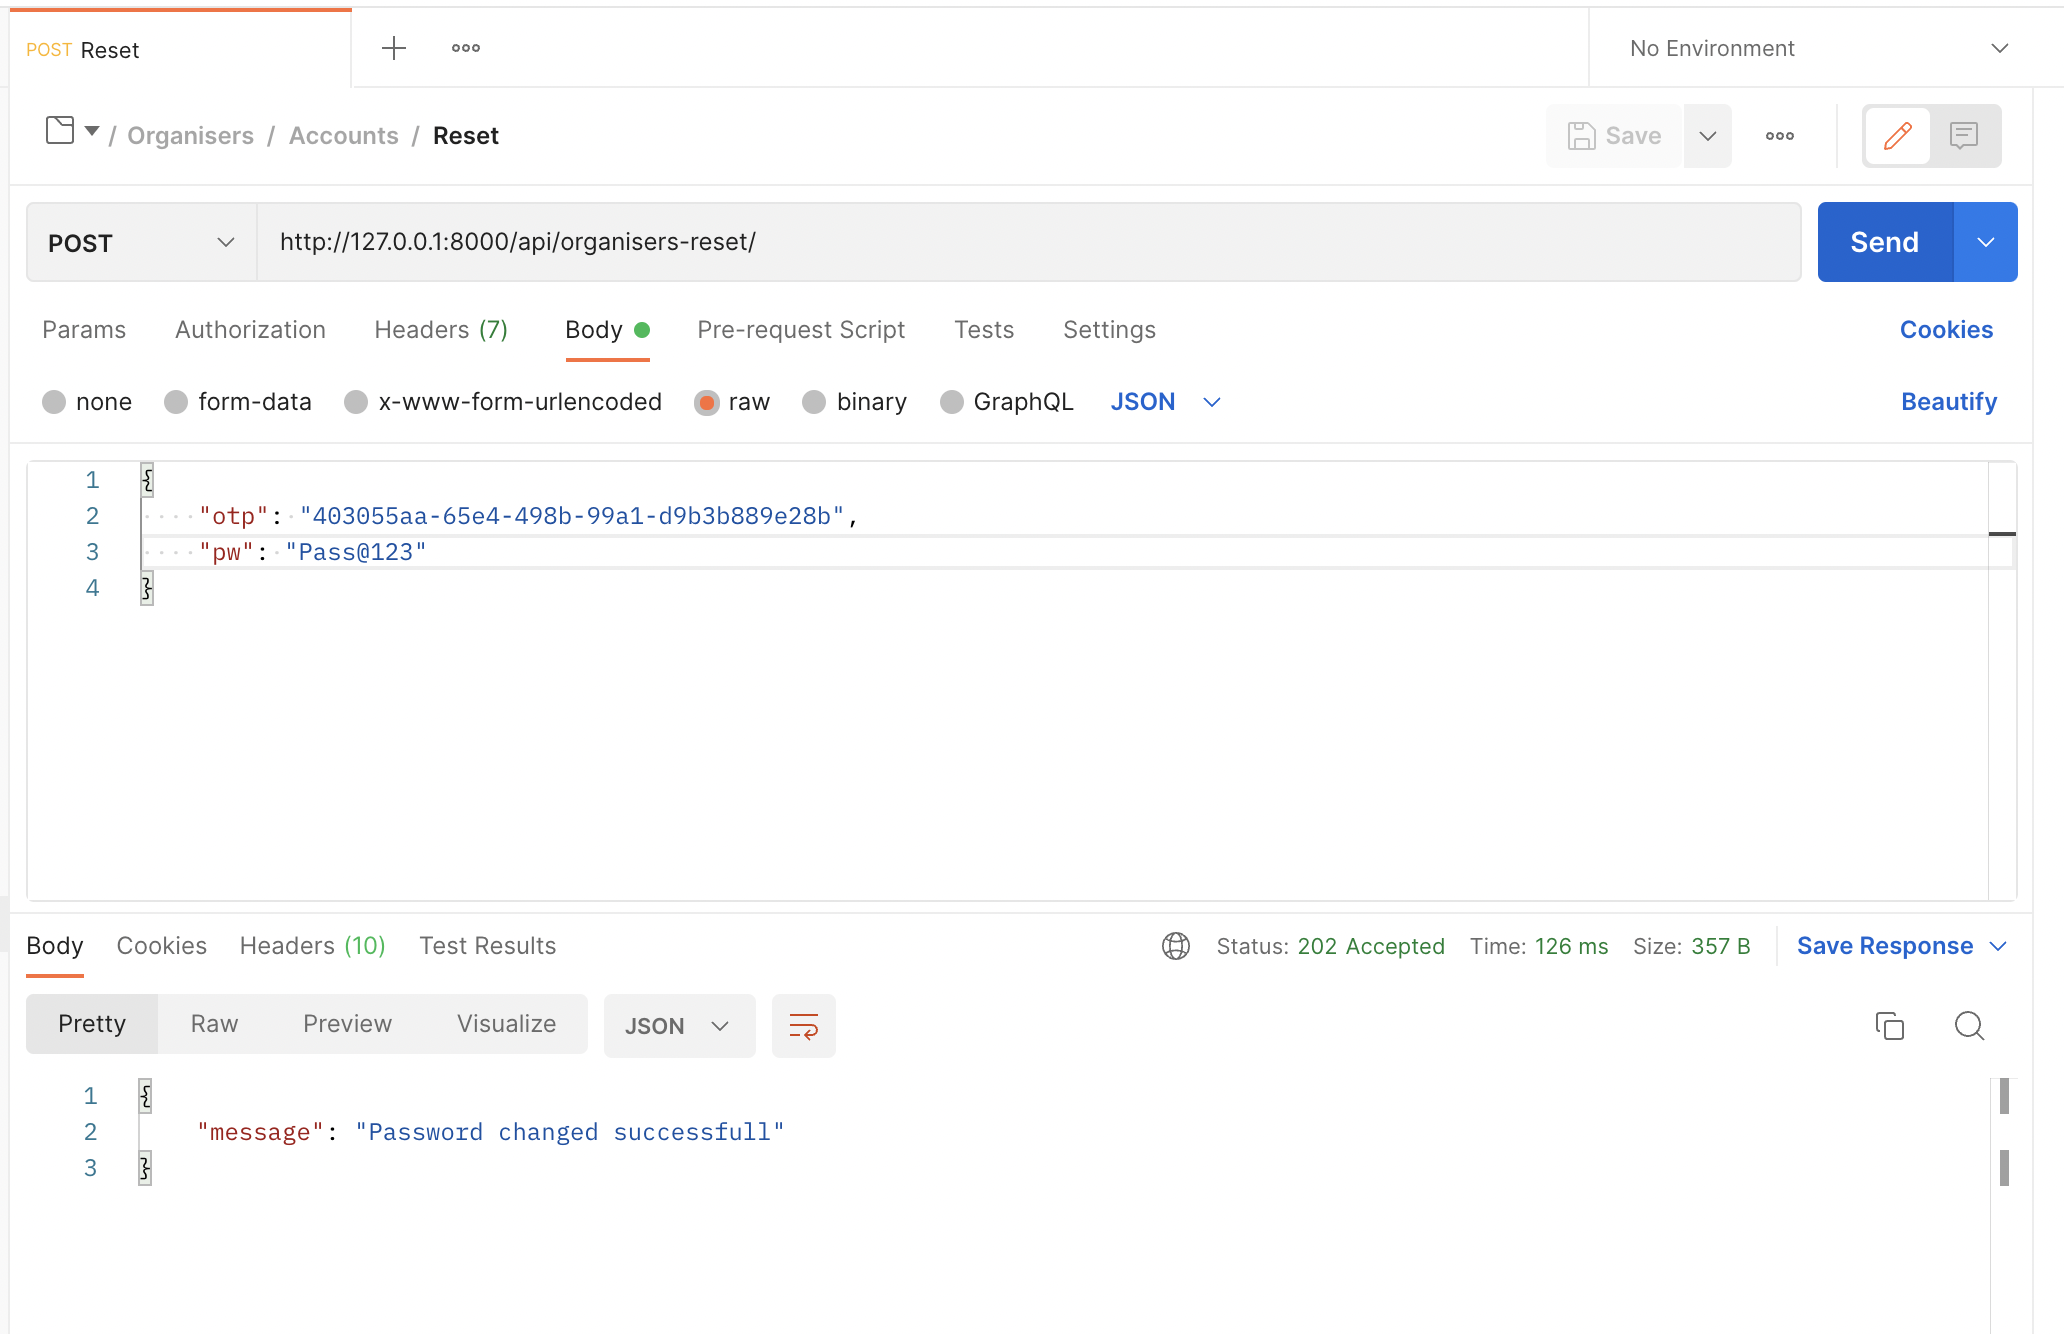 POST Reset
No Environment
/ Organisers / Accounts / Reset
Save
POST
http://127.0.0.1:8000/api/organisers-reset/
Send
Params Authorization Headers (7) Body Pre-request Script Tests Settings Cookies
none form-data x-www-form-urlencoded raw binary GraphQL JSON Beautify
1 {
2 "otp": "403055aa-65e4-498b-99a1-d9b3b889e28b",
3 "pw": "Pass@123"
4 }
Body Cookies Headers (10) Test Results Status: 202 Accepted Time: 126 ms Size: 357 B Save Response
Pretty Raw Preview Visualize JSON
1 {
2 "message": "Password changed successfull"
3 }